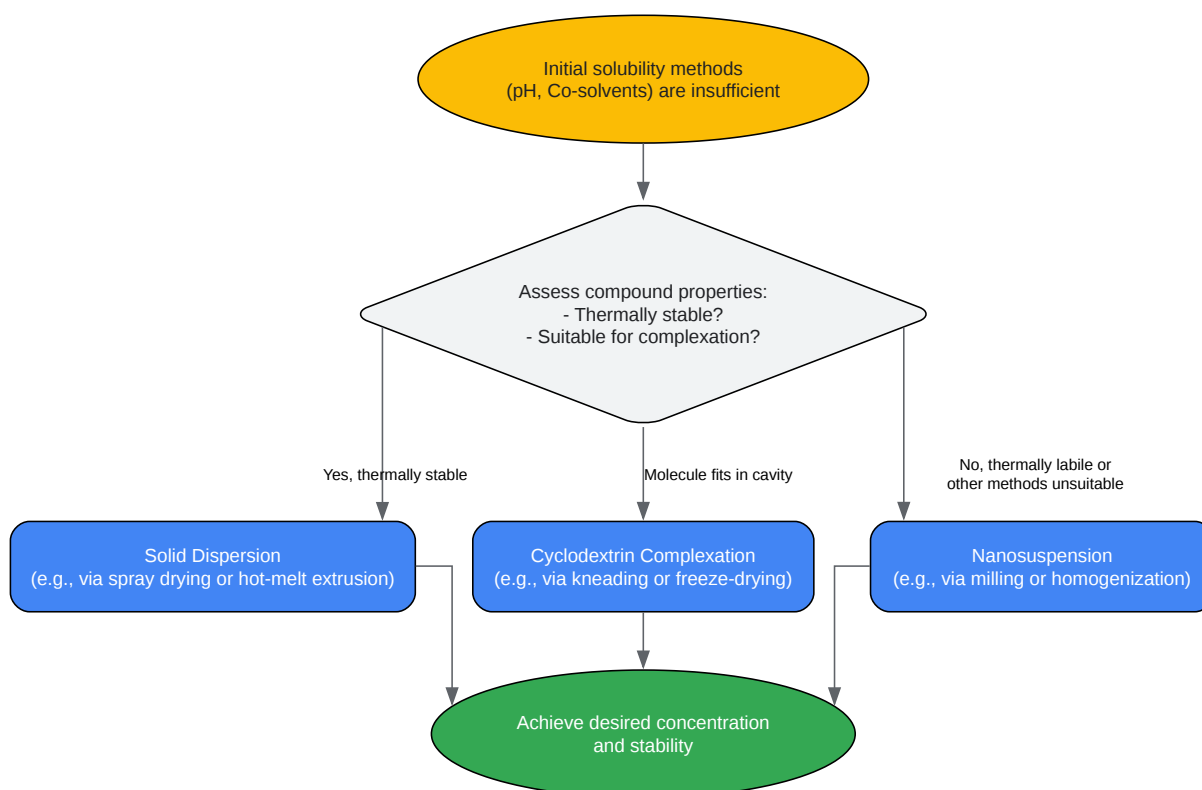 Initial solubility methods
(pH, Co-solvents) are insufficient
Assess compound properties:
- Thermally stable?
- Suitable for complexation?
Yes, thermally stable
Molecule fits in cavity
No, thermally labile or
other methods unsuitable
Solid Dispersion
(e.g., via spray drying or hot-melt extrusion)
Cyclodextrin Complexation
(e.g., via kneading or freeze-drying)
Nanosuspension
(e.g., via milling or homogenization)
Achieve desired concentration
and stability